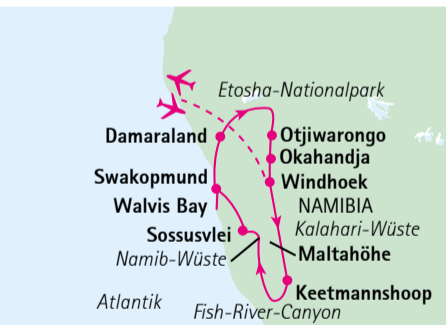 Etosha-Nationalpark
Damaraland
Otjiwarongo
Okahandja
Swakopmund
Windhoek
Walvis Bay
NAMIBIA
Kalahari-Wüste
Sossusvlei
Maltahöhe
Namib-Wüste
Keetmannshoop
Atlantik
Fish-River-Canyon